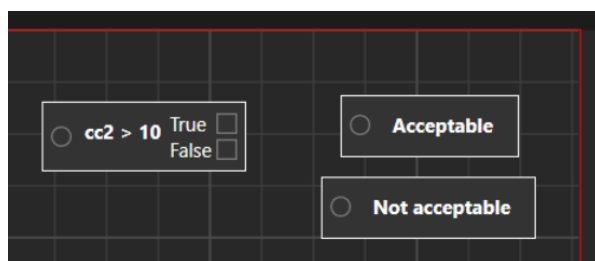 cc2 > 10
True
False
Acceptable
Not acceptable